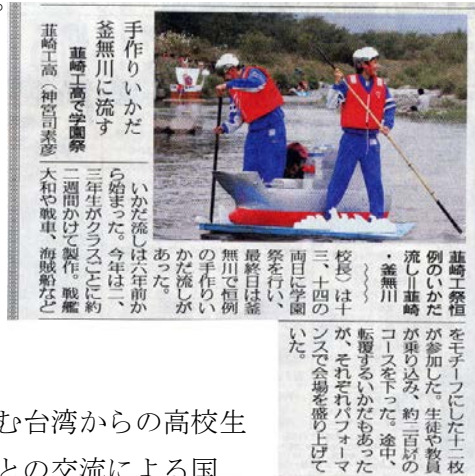 。
手作りいかだ
釜無川に流す
韮崎工高で学園祭
韮崎工高（神宮司素彦
韮崎工祭恒
例のいかだ
流し＝韮崎
・釜無川
校長）は十
三、十四の
両日に学園
祭を行い、
最終日は釜
無川で恒例
の手作りい
かだ流しが
あった。
いかだ流しは六年前か
ら始まった。今年は二、
三年生がクラスごとに約
二週間かけて製作。戦艦
大和や戦車、海賊船など
をモチーフにした十二枚
が参加した。生徒や教員
が乗り込み、約二百㍍の
コースを下った。途中、
転覆するいかだもあった
が、それぞれパフォーマ
ンスで会場を盛り上げて
いた。
む台湾からの高校生
との交流による国